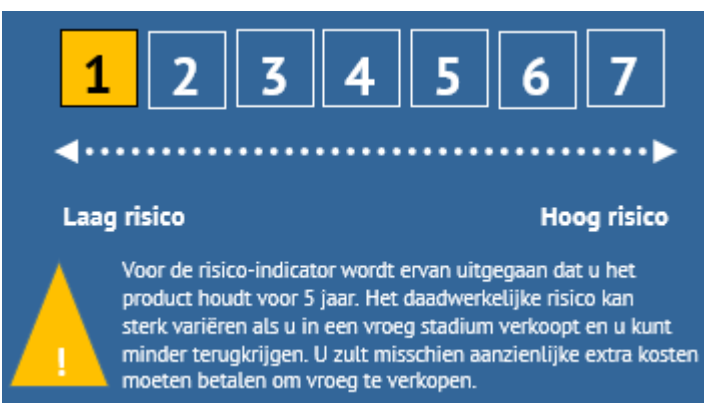 1 2 3 4 5 6 7
Laag risico Hoog risico
Voor de risico-indicator wordt ervan uitgegaan dat u het
product houdt voor 5 jaar. Het daadwerkelijke risico kan
sterk variëren als u in een vroeg stadium verkoopt en u kunt
minder terugkrijgen. U zult misschien aanzienlijke extra kosten
moeten betalen om vroeg te verkopen.
!